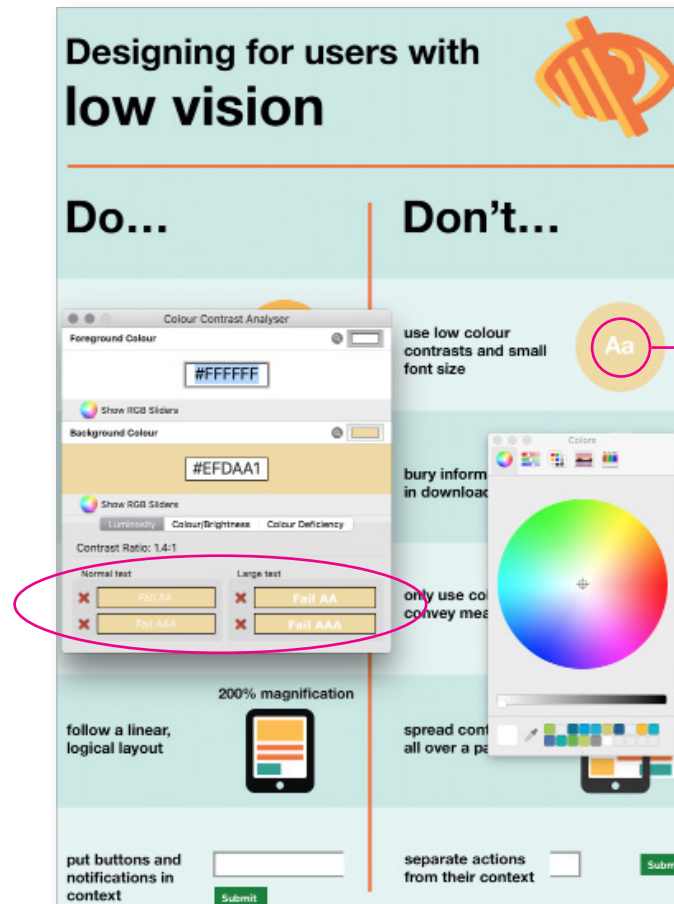 Designing for users with
low vision
Do...
Don't...
use low colour
contrasts and small
font size
Aa
Colour Contrast Analyser
Foreground Colour
#FFFFFF
Show RGB Sliders
Background Colour
#EFDAA1
Show RGB Sliders
Luminosity
Colour/Brightness
Colour Deficiency
Contrast Ratio: 1.4:1
Normal text
Large text
Fail AA
Fail AA
Fail AAA
Fail AAA
Colors
bury inform
in downloa
only use co
convey mea
200% magnification
follow a linear,
logical layout
spread cont
all over a pa
put buttons and
notifications in
context
Submit
separate actions
from their context
Subm